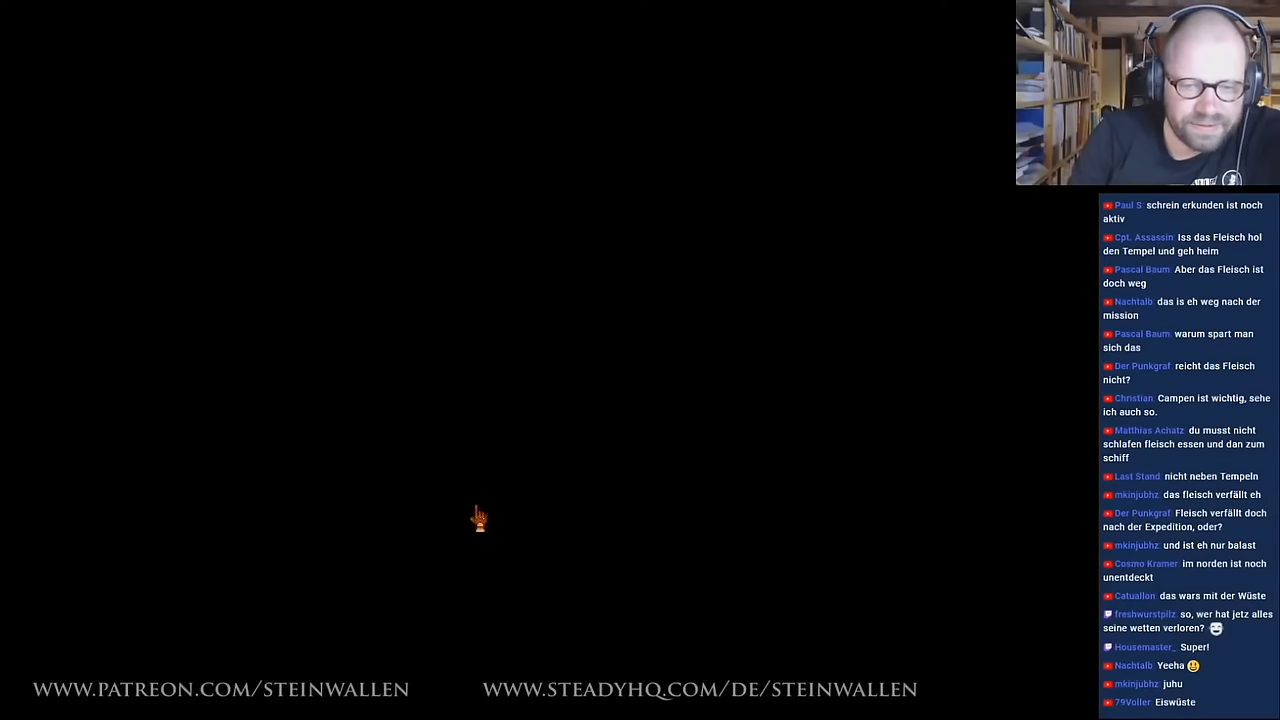 Paul S: schrein erkunden ist noch
aktiv
Cpt. Assassin: Iss das Fleisch hol
den Tempel und geh heim
Pascal Baum: Aber das Fleisch ist
doch weg
Nachtalb: das is eh weg nach der
mission
Pascal Baum: warum spart man
sich das
Der Punkgraf: reicht das Fleisch
nicht?
Christian: Campen ist wichtig, sehe
ich auch so.
Matthias Achatz: du musst nicht
schlafen fleisch essen und dan zum
schiff
Last Stand: nicht neben Tempeln
mkinjubhz: das fleisch verfällt eh
Der Punkgraf: Fleisch verfällt doch
nach der Expedition, oder?
mkinjubhz: und ist eh nur balast
Cosmo Kramer: im norden ist noch
unentdeckt
Catuallon: das wars mit der Wüste
freshwurstpilz: so, wer hat jetz alles
seine wetten verloren?
Housemaster_: Super!
Nachtalb: Yeeha
mkinjubhz: juhu
79Voller: Eiswüste
WWW.PATREON.COM/STEINWALLEN
WWW.STEADYHQ.COM/DE/STEINWALLEN